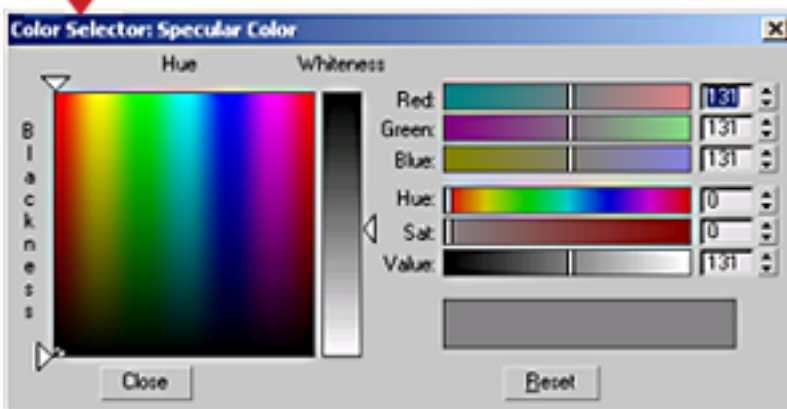 Color Selector: Specular Color
Hue
Whiteness
Blackness
Red: 131
Green: 131
Blue: 131
Hue: 0
Sat: 0
Value: 131
Close
Reset